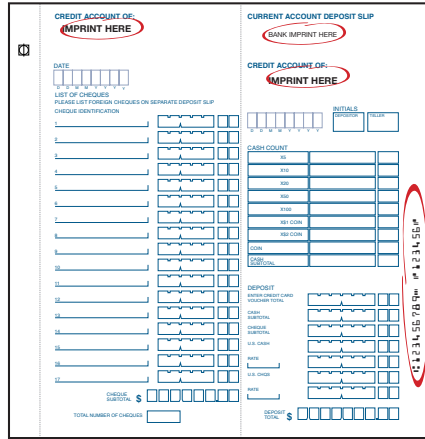 CREDIT ACCOUNT OF:
IMPRINT HERE
DATE
D D M M Y Y Y Y
LIST OF CHEQUES
PLEASE LIST FOREIGN CHEQUES ON SEPARATE DEPOSIT SLIP
CHEQUE IDENTIFICATION
1
2
3
4
5
6
7
8
9
10
11
12
13
14
15
16
17
CHEQUE
SUBTOTAL $
TOTAL NUMBER OF CHEQUES
CURRENT ACCOUNT DEPOSIT SLIP
BANK IMPRINT HERE
CREDIT ACCOUNT OF:
IMPRINT HERE
INITIALS
DEPOSITOR TELLER
D D M M Y Y Y Y
CASH COUNT
X5
X10
X20
X50
X100
X$1 COIN
X$2 COIN
COIN
CASH
SUBTOTAL
DEPOSIT
ENTER CREDIT CARD
VOUCHER TOTAL
CASH
SUBTOTAL
CHEQUE
SUBTOTAL
U.S. CASH
RATE
U.S. CHQS
RATE
DEPOSIT
TOTAL $
⑆123456789⑆ ⑈123456⑈